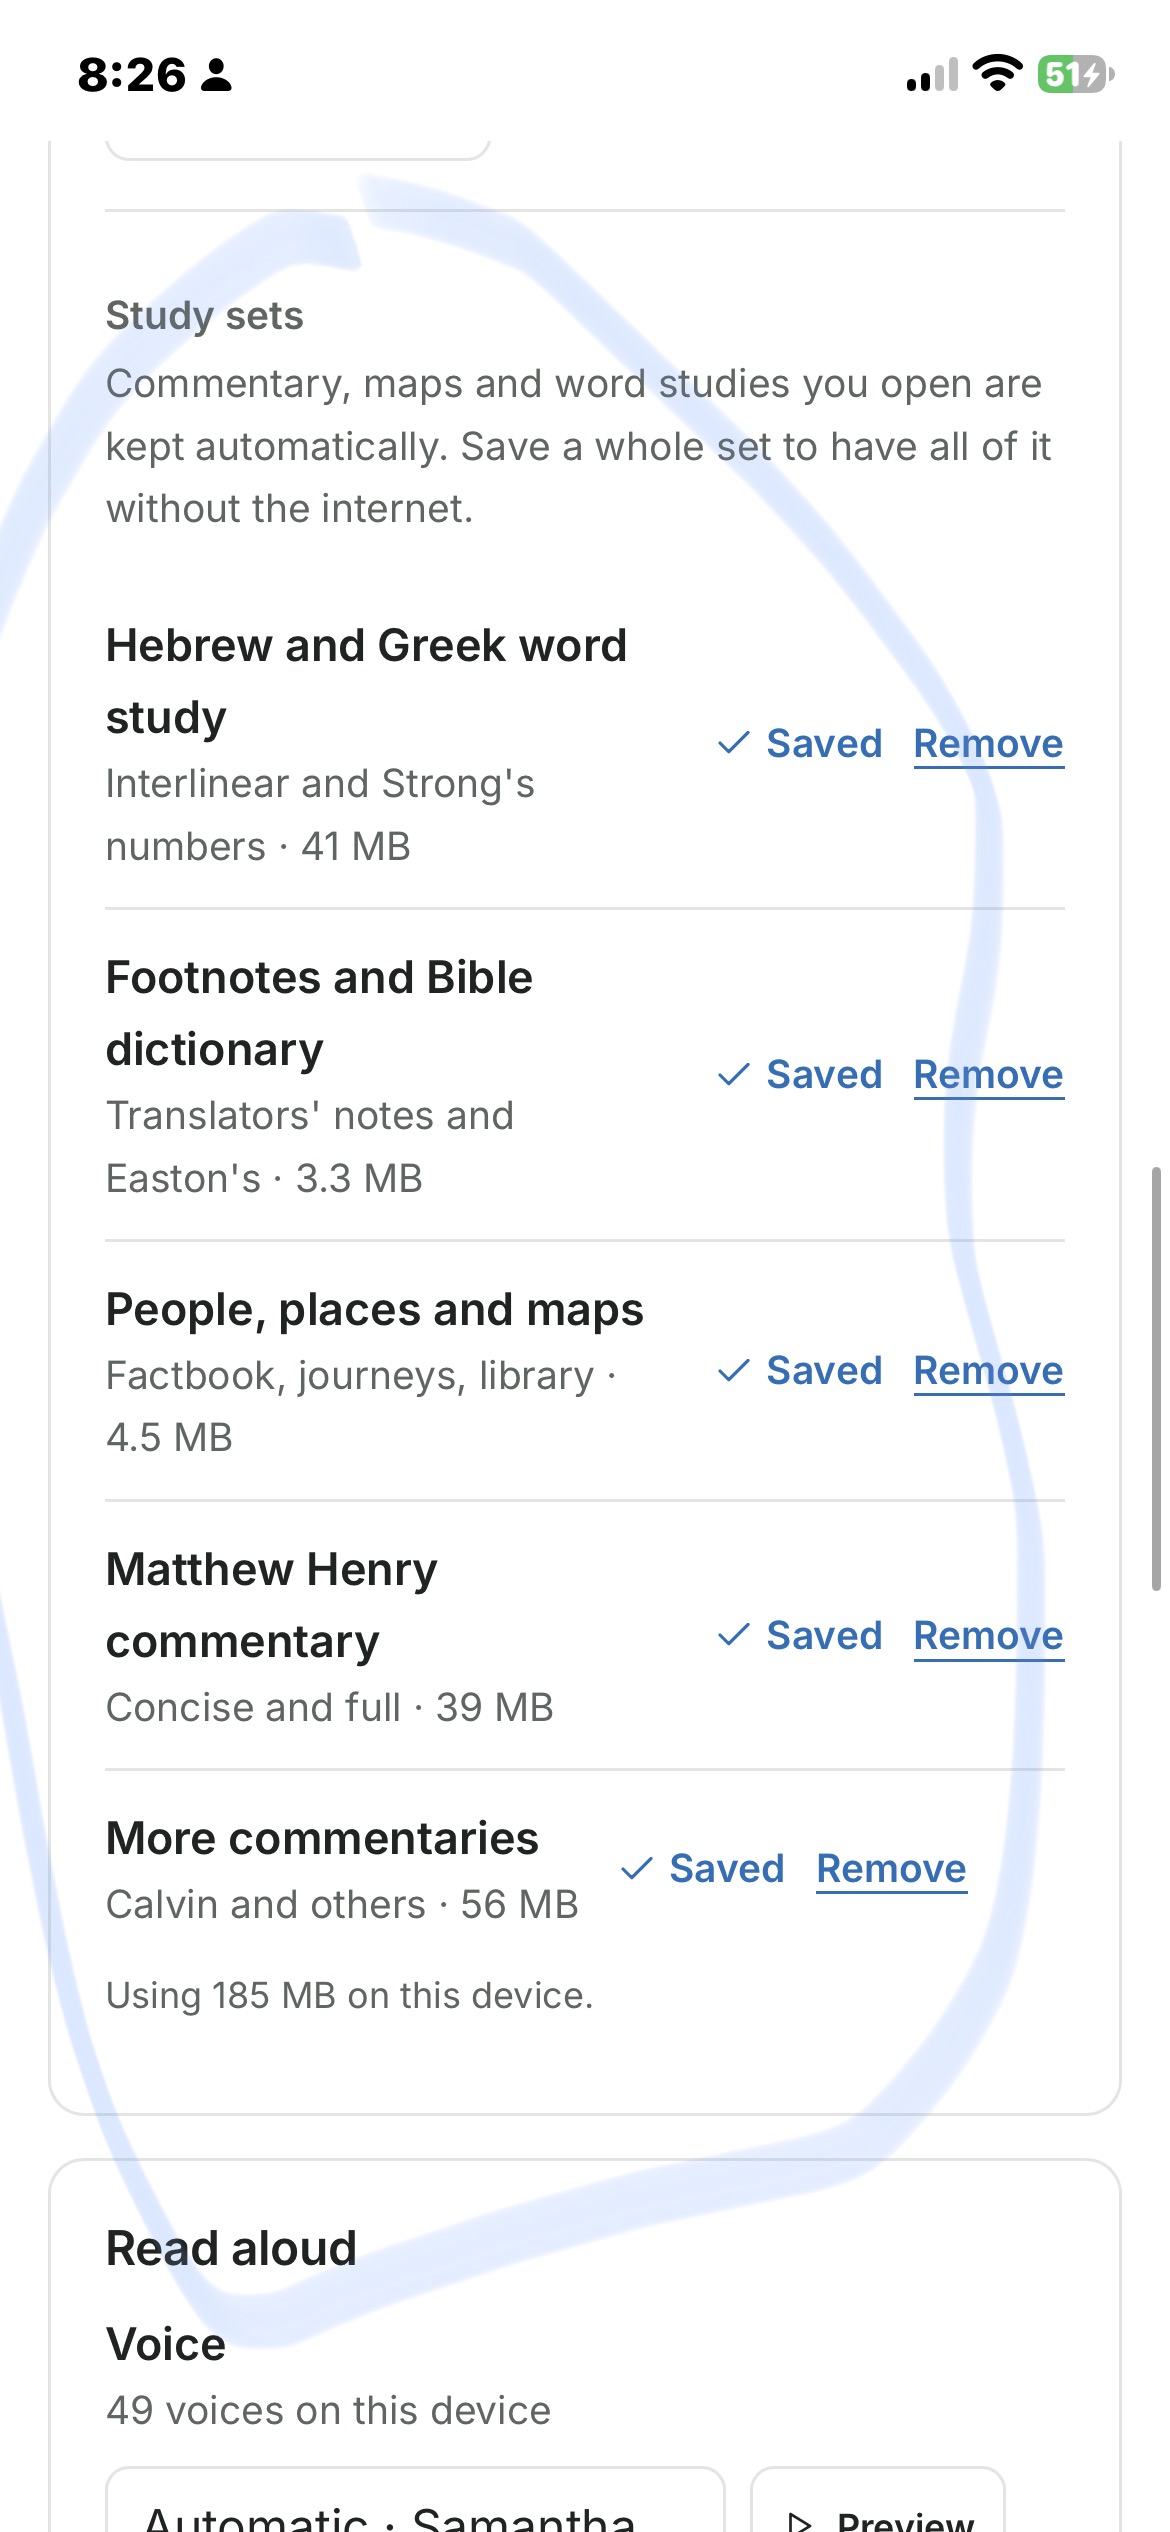 8:26
51
Study sets
Commentary, maps and word studies you open are
kept automatically. Save a whole set to have all of it
without the internet.
Hebrew and Greek word
study
Interlinear and Strong's
numbers · 41 MB
Saved Remove
Footnotes and Bible
dictionary
Translators' notes and
Easton's · 3.3 MB
Saved Remove
People, places and maps
Factbook, journeys, library ·
4.5 MB
Saved Remove
Matthew Henry
commentary
Concise and full · 39 MB
Saved Remove
More commentaries
Calvin and others · 56 MB
Saved Remove
Using 185 MB on this device.
Read aloud
Voice
49 voices on this device
Automatic · Samantha
Preview